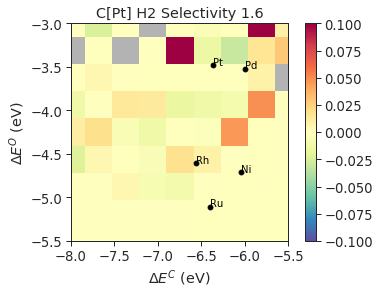 C[Pt] H2 Selectivity 1.6
ΔE^O (eV)
−3.0
−3.5
−4.0
−4.5
−5.0
−5.5
Pt
Pd
Rh
Ni
Ru
−8.0 −7.5 −7.0 −6.5 −6.0 −5.5
ΔE^C (eV)
0.100
0.075
0.050
0.025
0.000
−0.025
−0.050
−0.075
−0.100